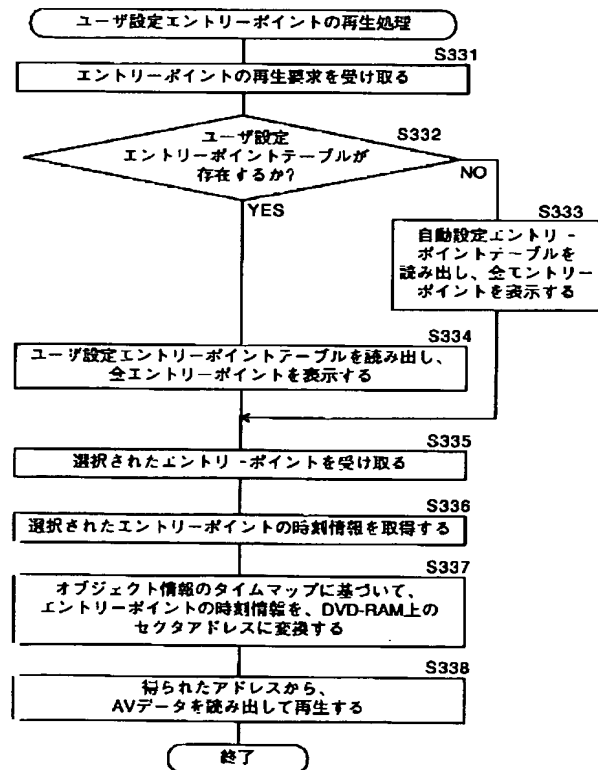 ユーザ設定エントリーポイントの再生処理
S331
エントリーポイントの再生要求を受け取る
S332
ユーザ設定
エントリーポイントテーブルが
存在するか?
NO
YES
S333
自動設定エントリー
ポイントテーブルを
読み出し、全エントリー
ポイントを表示する
S334
ユーザ設定エントリーポイントテーブルを読み出し、
全エントリーポイントを表示する
S335
選択されたエントリーポイントを受け取る
S336
選択されたエントリーポイントの時刻情報を取得する
S337
オブジェクト情報のタイムマップに基づいて、
エントリーポイントの時刻情報を、DVD-RAM上の
セクタアドレスに変換する
S338
得られたアドレスから、
AVデータを読み出して再生する
終了